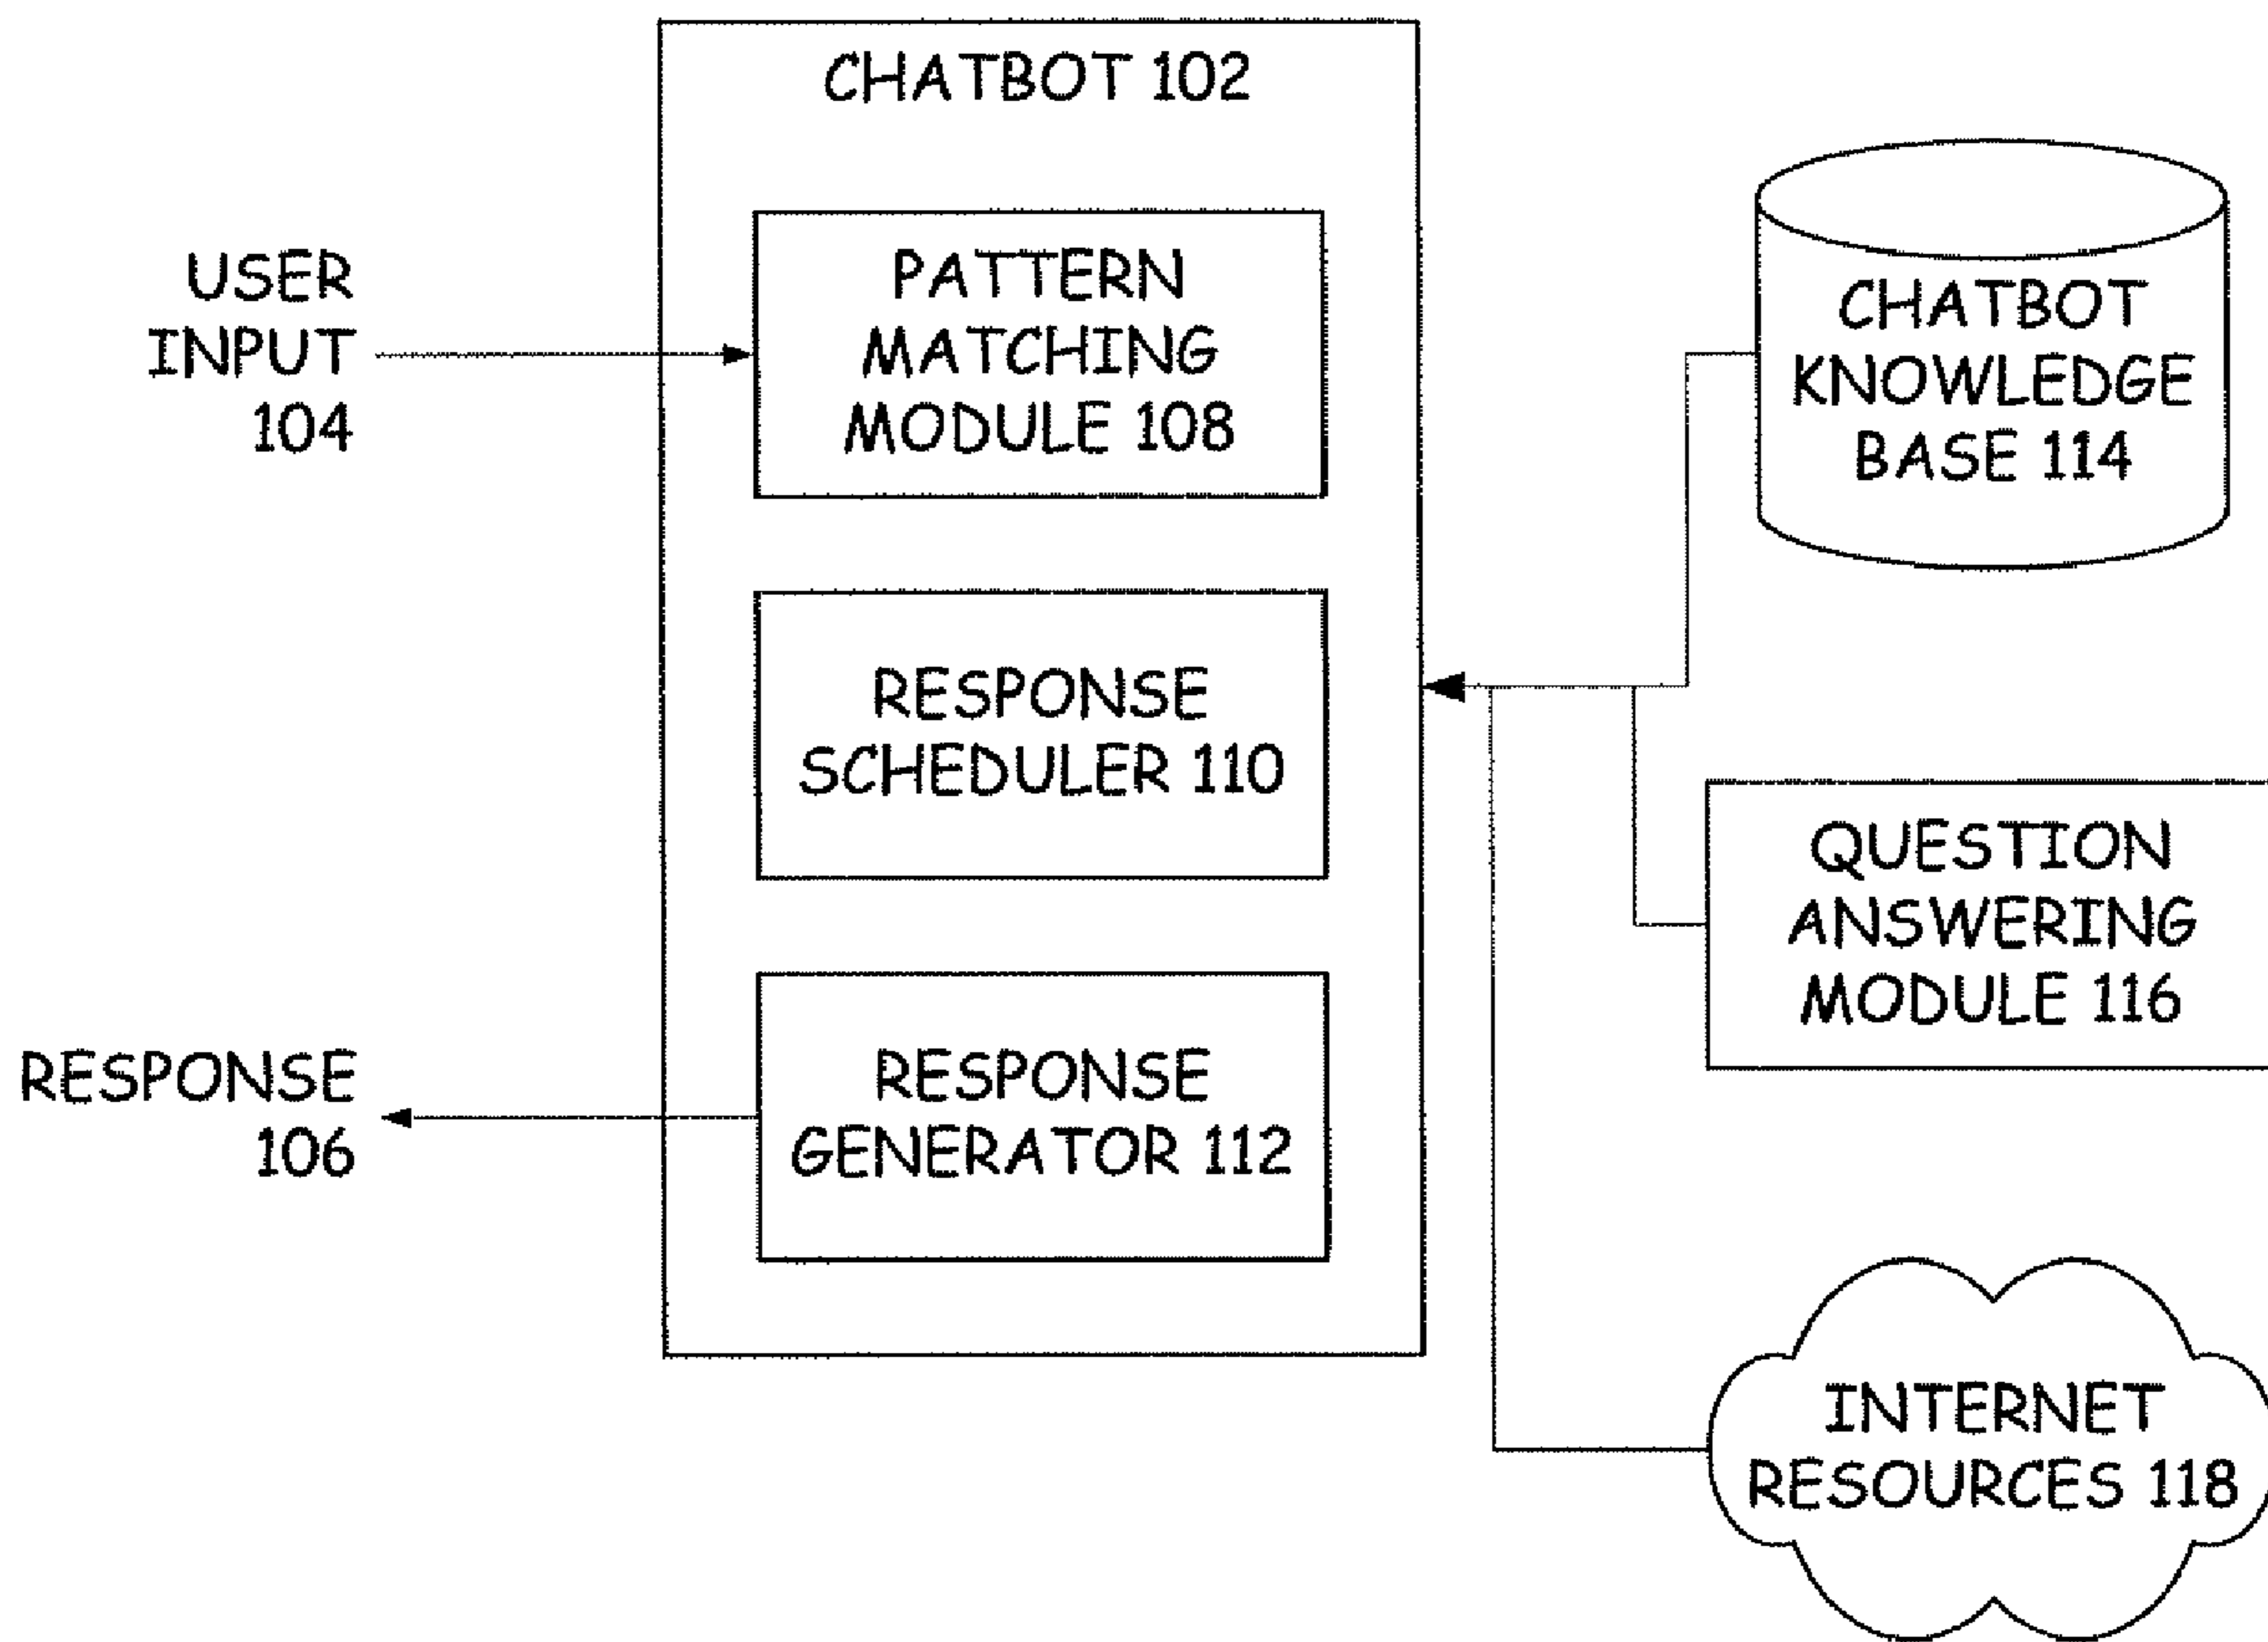 CHATBOT 102
USER
INPUT
104
PATTERN
MATCHING
MODULE 108
RESPONSE
SCHEDULER 110
RESPONSE
GENERATOR 112
RESPONSE
106
CHATBOT
KNOWLEDGE
BASE 114
QUESTION
ANSWERING
MODULE 116
INTERNET
RESOURCES 118